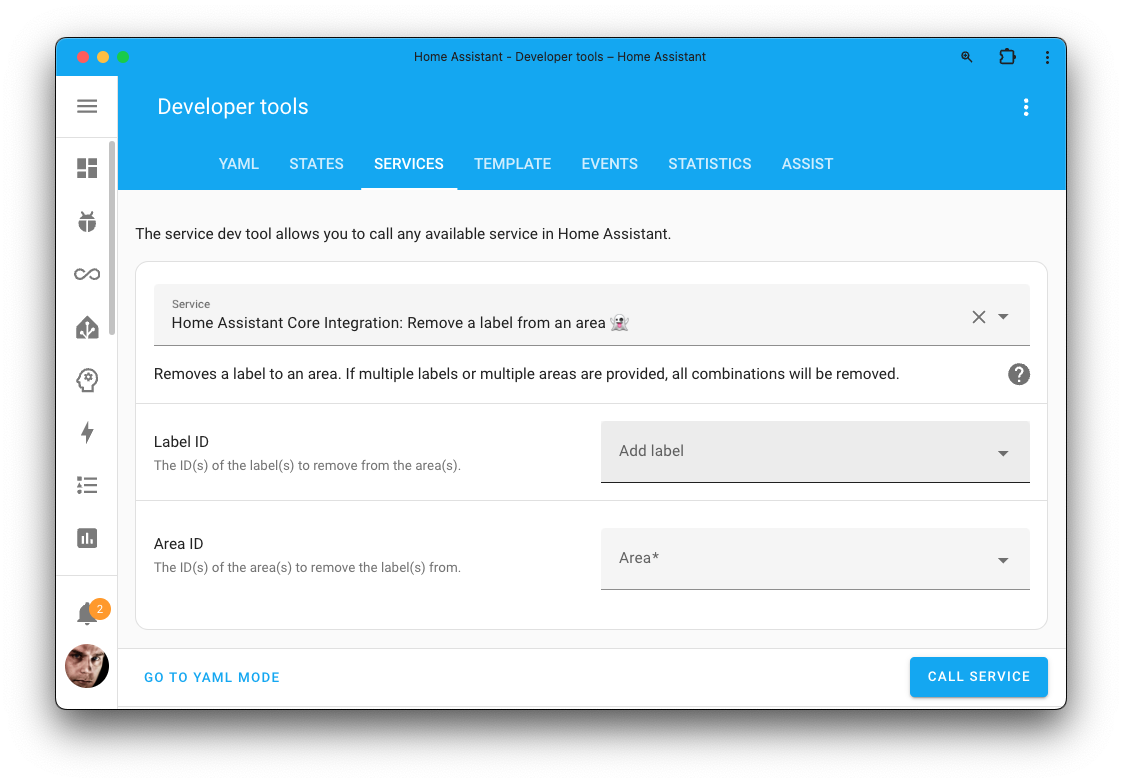 Home Assistant - Developer tools – Home Assistant
Developer tools
YAML STATES SERVICES TEMPLATE EVENTS STATISTICS ASSIST
The service dev tool allows you to call any available service in Home Assistant.
Service
Home Assistant Core Integration: Remove a label from an area 👻
Removes a label to an area. If multiple labels or multiple areas are provided, all combinations will be removed.
Label ID
The ID(s) of the label(s) to remove from the area(s).
Add label
Area ID
The ID(s) of the area(s) to remove the label(s) from.
Area*
2
GO TO YAML MODE
CALL SERVICE